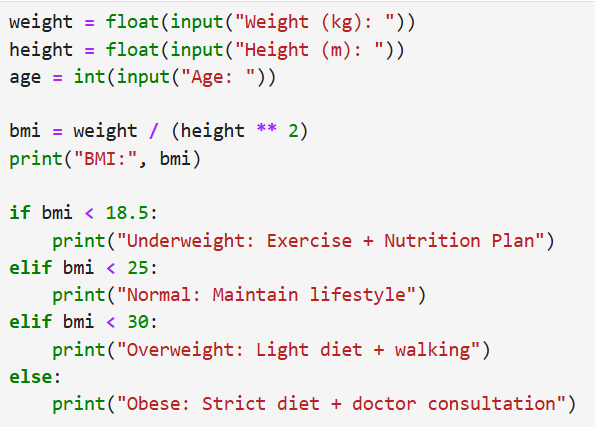 weight = float(input("Weight (kg): "))
height = float(input("Height (m): "))
age = int(input("Age: "))

bmi = weight / (height ** 2)
print("BMI:", bmi)

if bmi < 18.5:
    print("Underweight: Exercise + Nutrition Plan")
elif bmi < 25:
    print("Normal: Maintain lifestyle")
elif bmi < 30:
    print("Overweight: Light diet + walking")
else:
    print("Obese: Strict diet + doctor consultation")